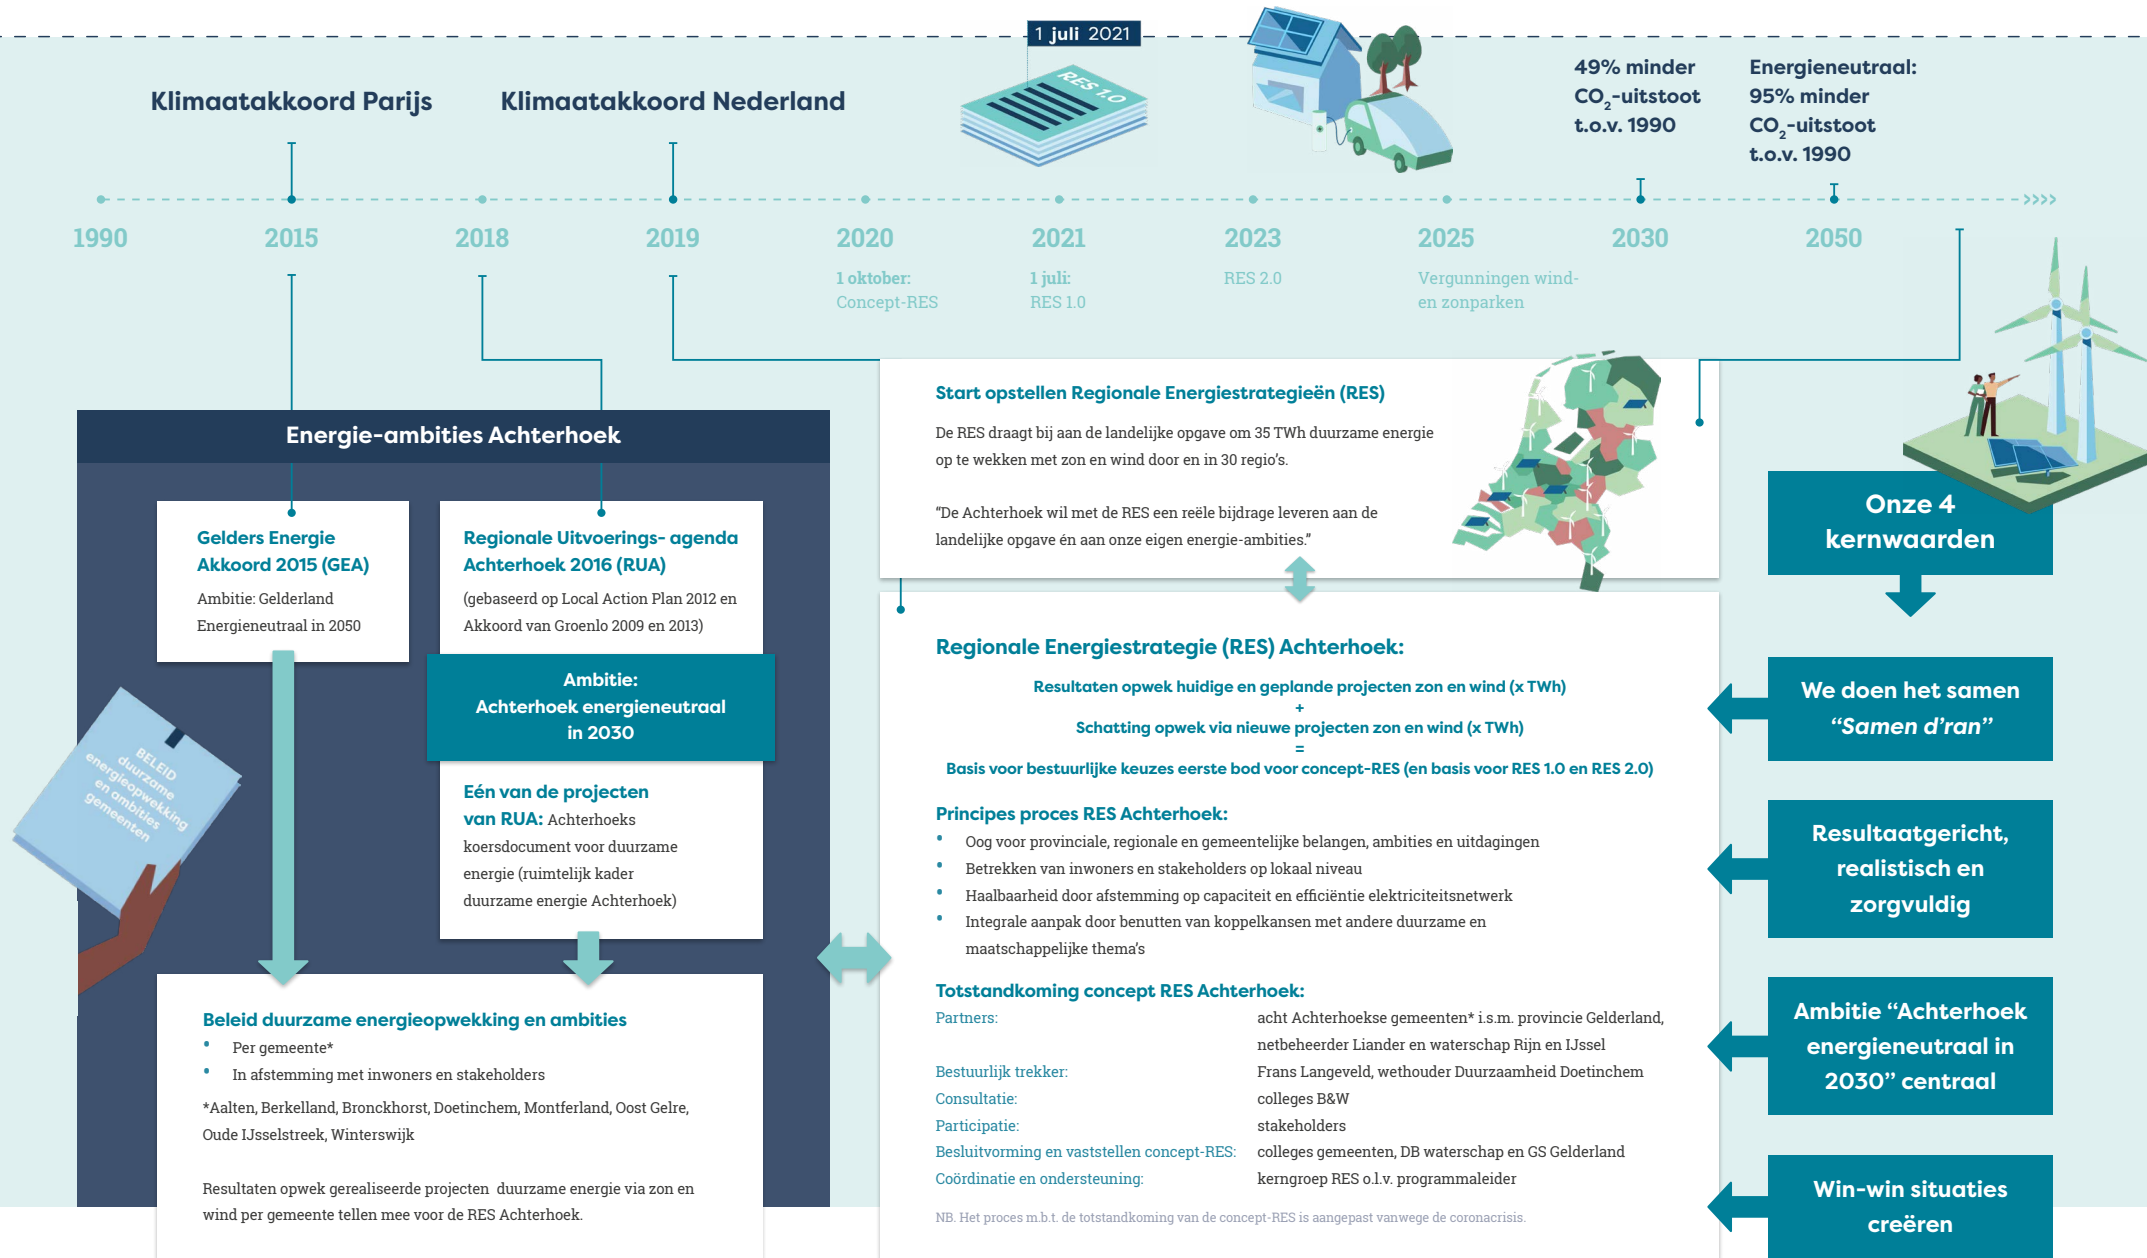 1 juli 2021
RES 1.0
Klimaatakkoord Parijs
Klimaatakkoord Nederland
49% minder
CO2-uitstoot
t.o.v. 1990
Energieneutraal:
95% minder
CO2-uitstoot
t.o.v. 1990
1990
2015
2018
2019
2020
2021
2023
2025
2030
2050
1 oktober:
Concept-RES
1 juli:
RES 1.0
RES 2.0
Vergunningen wind-
en zonparken
Energie-ambities Achterhoek
Gelders Energie
Akkoord 2015 (GEA)
Ambitie: Gelderland
Energieneutraal in 2050
Regionale Uitvoerings- agenda
Achterhoek 2016 (RUA)
(gebaseerd op Local Action Plan 2012 en
Akkoord van Groenlo 2009 en 2013)
Ambitie:
Achterhoek energieneutraal
in 2030
Eén van de projecten
van RUA: Achterhoeks
koersdocument voor duurzame
energie (ruimtelijk kader
duurzame energie Achterhoek)
BELEID
duurzame
energieopwekking
en ambities
gemeenten
Beleid duurzame energieopwekking en ambities
• Per gemeente*
• In afstemming met inwoners en stakeholders
*Aalten, Berkelland, Bronckhorst, Doetinchem, Montferland, Oost Gelre,
Oude IJsselstreek, Winterswijk
Resultaten opwek gerealiseerde projecten duurzame energie via zon en
wind per gemeente tellen mee voor de RES Achterhoek.
Start opstellen Regionale Energiestrategieën (RES)
De RES draagt bij aan de landelijke opgave om 35 TWh duurzame energie
op te wekken met zon en wind door en in 30 regio's.
“De Achterhoek wil met de RES een reële bijdrage leveren aan de
landelijke opgave én aan onze eigen energie-ambities.”
Regionale Energiestrategie (RES) Achterhoek:
Resultaten opwek huidige en geplande projecten zon en wind (x TWh)
+
Schatting opwek via nieuwe projecten zon en wind (x TWh)
=
Basis voor bestuurlijke keuzes eerste bod voor concept-RES (en basis voor RES 1.0 en RES 2.0)
Principes proces RES Achterhoek:
• Oog voor provinciale, regionale en gemeentelijke belangen, ambities en uitdagingen
• Betrekken van inwoners en stakeholders op lokaal niveau
• Haalbaarheid door afstemming op capaciteit en efficiëntie elektriciteitsnetwerk
• Integrale aanpak door benutten van koppelkansen met andere duurzame en
maatschappelijke thema's
Totstandkoming concept RES Achterhoek:
Partners: acht Achterhoekse gemeenten* i.s.m. provincie Gelderland,
netbeheerder Liander en waterschap Rijn en IJssel
Bestuurlijk trekker: Frans Langeveld, wethouder Duurzaamheid Doetinchem
Consultatie: colleges B&W
Participatie: stakeholders
Besluitvorming en vaststellen concept-RES: colleges gemeenten, DB waterschap en GS Gelderland
Coördinatie en ondersteuning: kerngroep RES o.l.v. programmaleider
NB. Het proces m.b.t. de totstandkoming van de concept-RES is aangepast vanwege de coronacrisis.
Onze 4
kernwaarden
We doen het samen
“Samen d'ran”
Resultaatgericht,
realistisch en
zorgvuldig
Ambitie “Achterhoek
energieneutraal in
2030” centraal
Win-win situaties
creëren